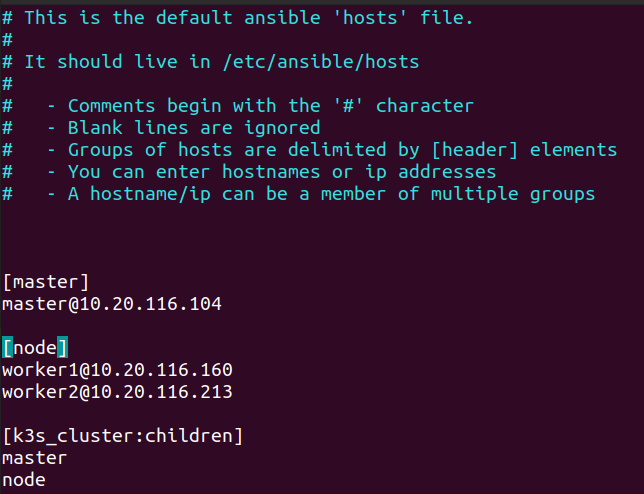 # This is the default ansible 'hosts' file.
#
# It should live in /etc/ansible/hosts
#
#   - Comments begin with the '#' character
#   - Blank lines are ignored
#   - Groups of hosts are delimited by [header] elements
#   - You can enter hostnames or ip addresses
#   - A hostname/ip can be a member of multiple groups
[master]
master@10.20.116.104
[node]
worker1@10.20.116.160
worker2@10.20.116.213
[k3s_cluster:children]
master
node